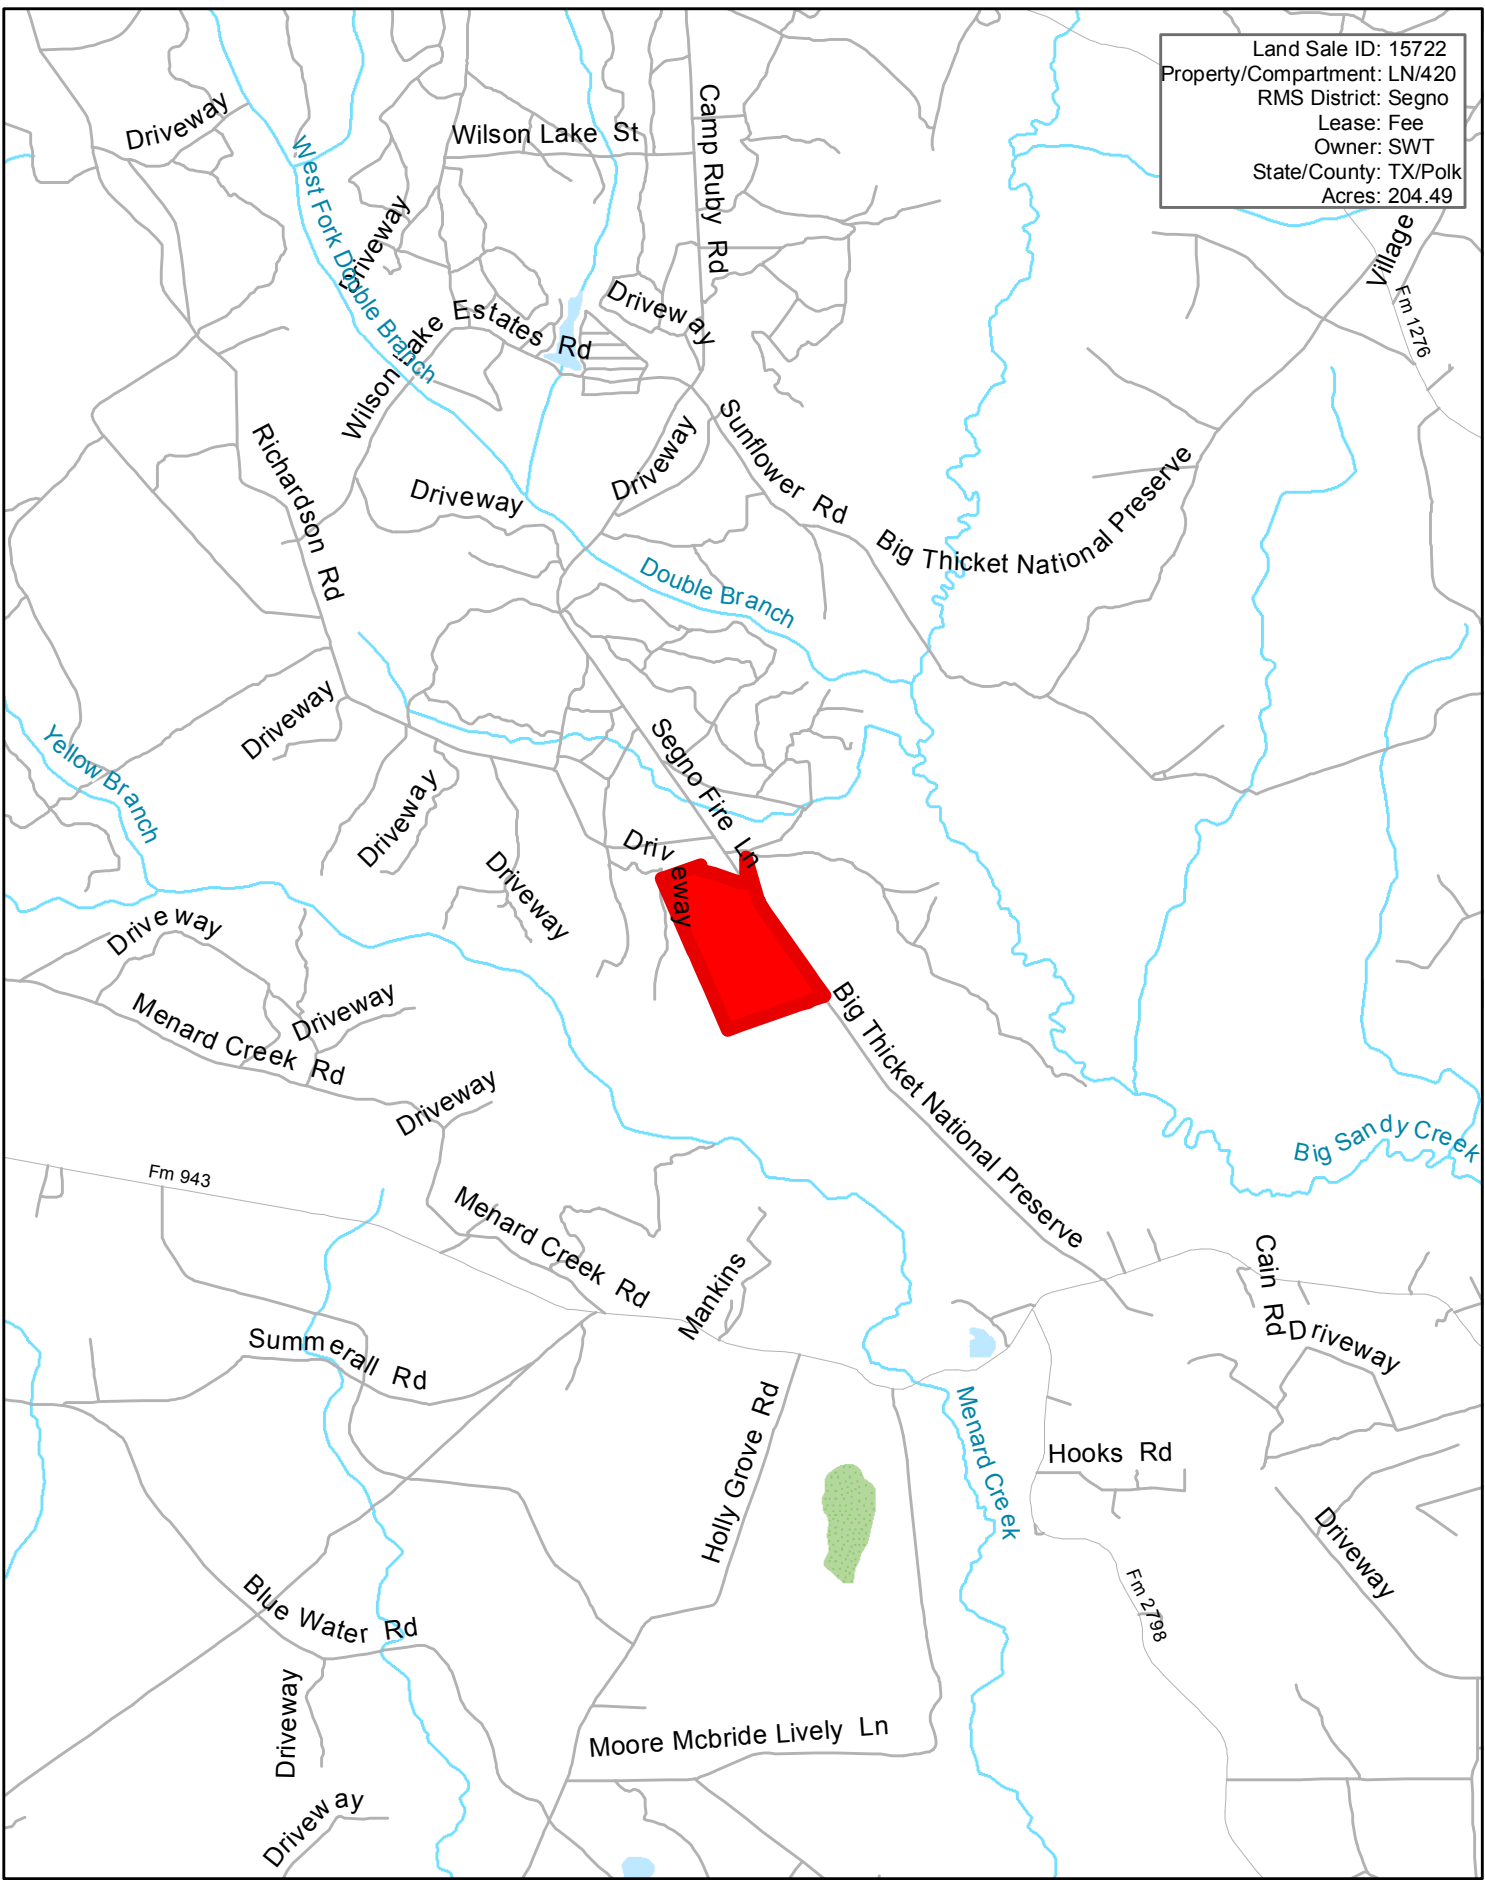 Land Sale ID: 15722
Property/Compartment: LN/420
RMS District: Segno
Lease: Fee
Owner: SWT
State/County: TX/Polk
Acres: 204.49
Driveway
Wilson Lake St
Camp Ruby Rd
West Fork Double Branch
Driveway
Village
Fm 1276
Driveway
Wilson Lake Estates Rd
Richardson Rd
Driveway
Driveway
Sunflower Rd
Big Thicket National Preserve
Double Branch
Driveway
Yellow Branch
Segno Fire Ln
Driveway
Driveway
Driveway
Driveway
Menard Creek Rd
Driveway
Big Thicket National Preserve
Driveway
Big Sandy Creek
Fm 943
Menard Creek Rd
Mankins
Cain Rd
Driveway
Summerall Rd
Holly Grove Rd
Menard Creek
Hooks Rd
Driveway
Fm 2798
Blue Water Rd
Driveway
Moore Mcbride Lively Ln
Driveway
Driveway